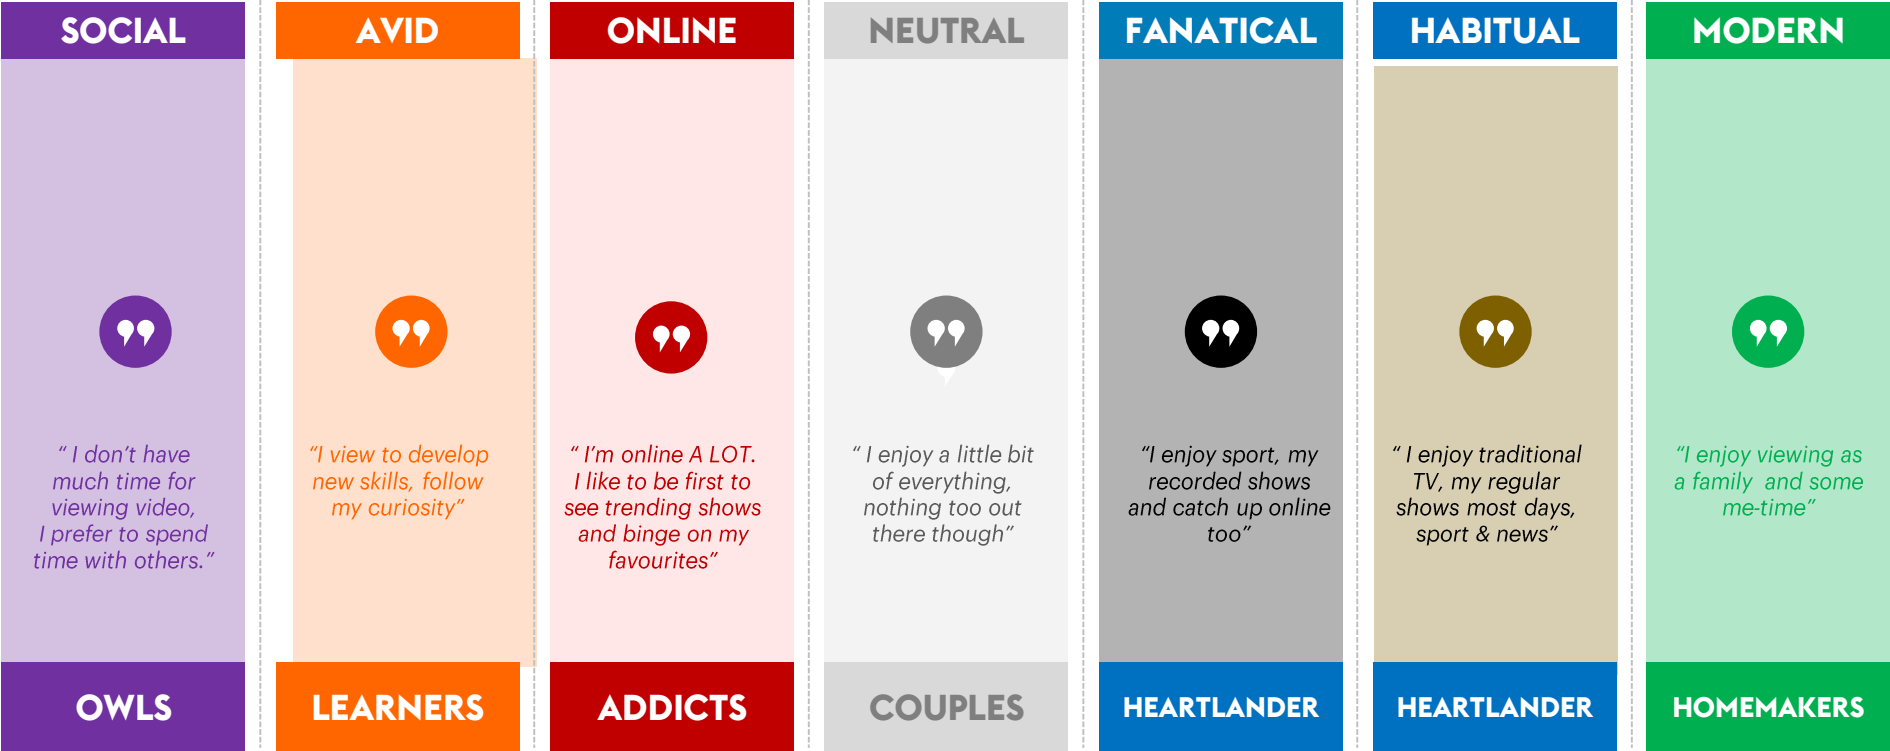 SOCIAL
AVID
ONLINE
NEUTRAL
FANATICAL
HABITUAL
MODERN
“ I don’t have
much time for
viewing video,
I prefer to spend
time with others.”
“I view to develop
new skills, follow
my curiosity”
“ I’m online A LOT.
I like to be first to
see trending shows
and binge on my
favourites”
“ I enjoy a little bit
of everything,
nothing too out
there though”
“I enjoy sport, my
recorded shows
and catch up online
too”
“ I enjoy traditional
TV, my regular
shows most days,
sport & news”
“I enjoy viewing as
a family  and some
me-time”
OWLS
LEARNERS
ADDICTS
COUPLES
HEARTLANDER
HEARTLANDER
HOMEMAKERS